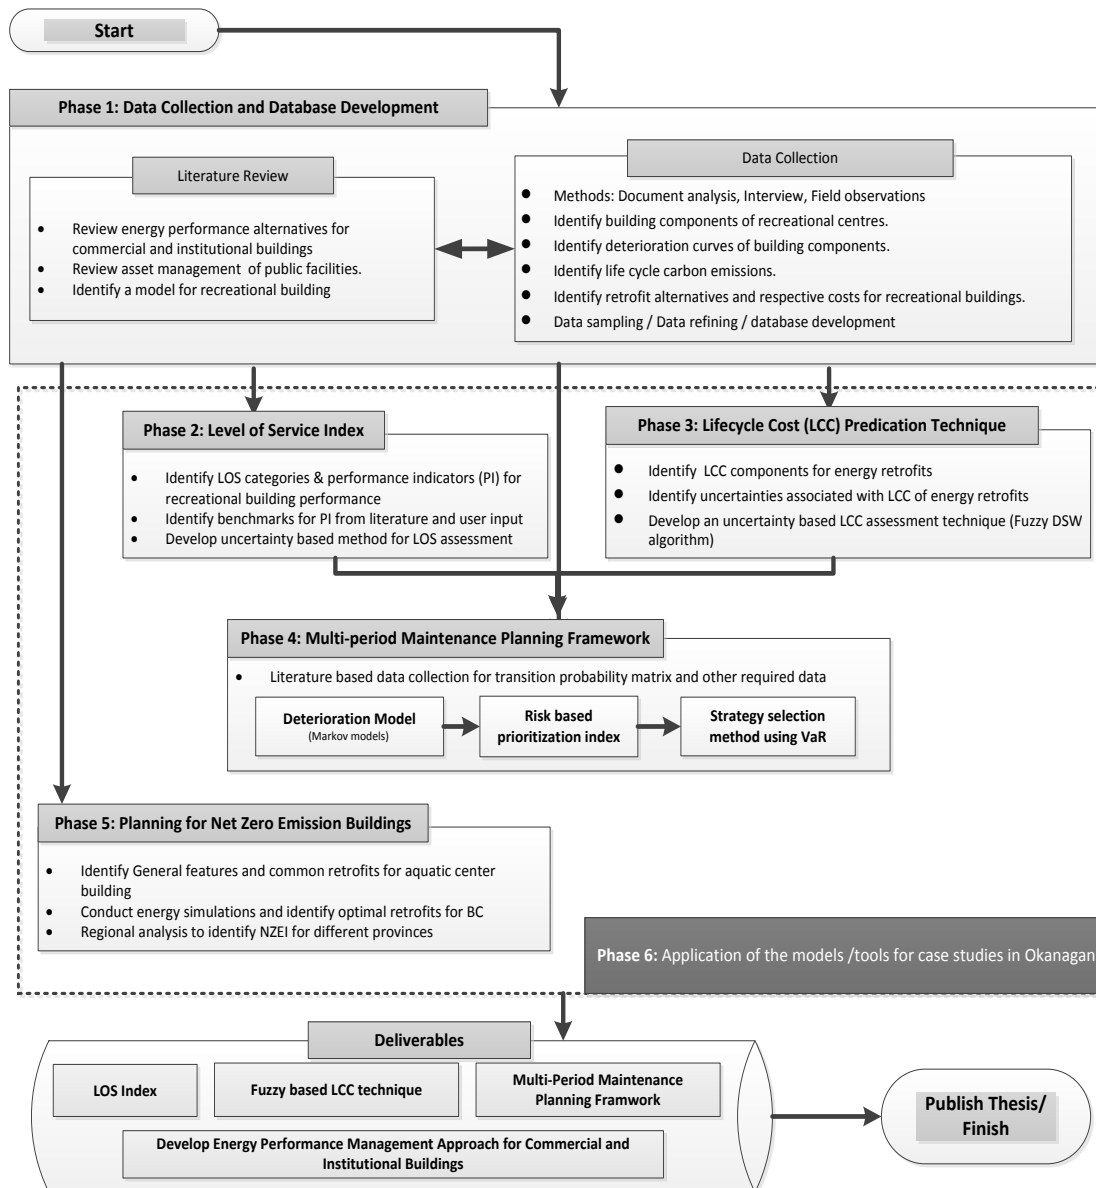 Start
Phase 1: Data Collection and Database Development
Literature Review
• Review energy performance alternatives for
commercial and institutional buildings
• Review asset management of public facilities.
• Identify a model for recreational building
Data Collection
• Methods: Document analysis, Interview, Field observations
• Identify building components of recreational centres.
• Identify deterioration curves of building components.
• Identify life cycle carbon emissions.
• Identify retrofit alternatives and respective costs for recreational buildings.
• Data sampling / Data refining / database development
Phase 2: Level of Service Index
• Identify LOS categories & performance indicators (PI) for
recreational building performance
• Identify benchmarks for PI from literature and user input
• Develop uncertainty based method for LOS assessment
Phase 3: Lifecycle Cost (LCC) Predication Technique
• Identify LCC components for energy retrofits
• Identify uncertainties associated with LCC of energy retrofits
• Develop an uncertainty based LCC assessment technique (Fuzzy DSW
algorithm)
Phase 4: Multi-period Maintenance Planning Framework
• Literature based data collection for transition probability matrix and other required data
Deterioration Model
(Markov models)
Risk based
prioritization index
Strategy selection
method using VaR
Phase 5: Planning for Net Zero Emission Buildings
• Identify General features and common retrofits for aquatic center
building
• Conduct energy simulations and identify optimal retrofits for BC
• Regional analysis to identify NZEI for different provinces
Phase 6: Application of the models /tools for case studies in Okanagan
Deliverables
LOS Index
Fuzzy based LCC technique
Multi-Period Maintenance
Planning Framwork
Develop Energy Performance Management Approach for Commercial and
Institutional Buildings
Publish Thesis/
Finish